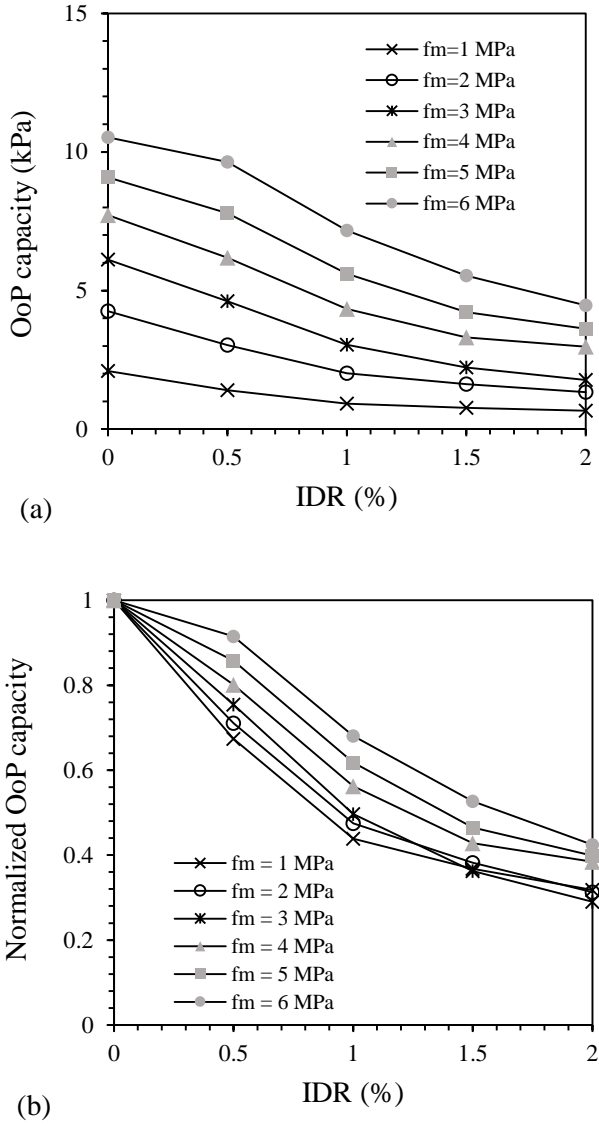 15
10
5
0
OoP capacity (kPa)
fm=1 MPa
fm=2 MPa
fm=3 MPa
fm=4 MPa
fm=5 MPa
fm=6 MPa
0 0.5 1 1.5 2
IDR (%)
(a)
1
0.8
0.6
0.4
0.2
0
Normalized OoP capacity
fm = 1 MPa
fm = 2 MPa
fm = 3 MPa
fm = 4 MPa
fm = 5 MPa
fm = 6 MPa
0 0.5 1 1.5 2
IDR (%)
(b)